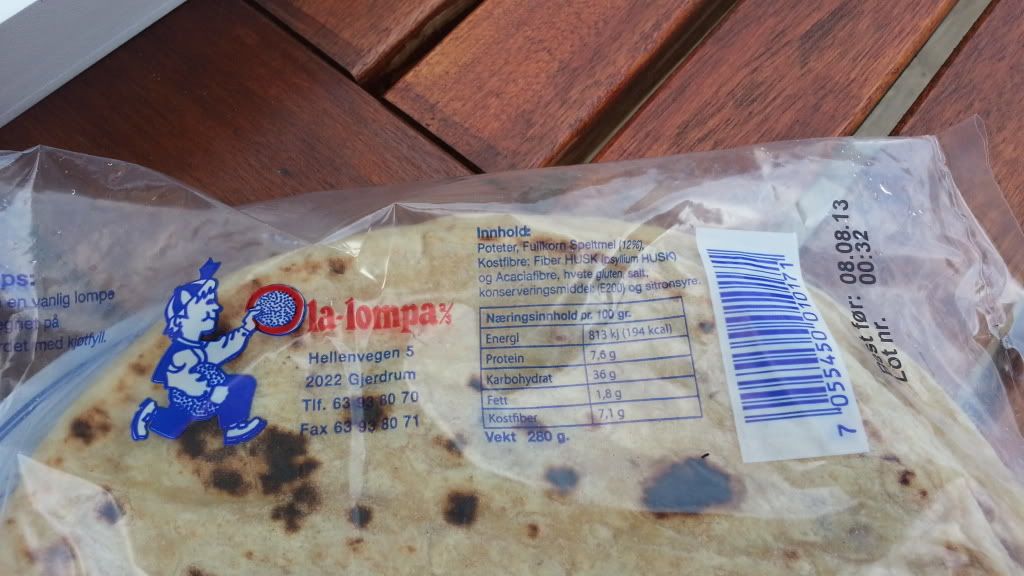 ps:
en vanlig lompe
egner på
rdet med kjøttfyll.
Ola-lompa %
Hellenvegen 5
2022 Gjerdrum
Tlf. 63 93 80 70
Fax 63 93 80 71
Innhold:
Poteter, Fullkorn Speltmel (12%),
Kostfibre: Fiber HUSK (psyllium HUSK)
og Acaciafibre, hvete gluten, salt,
konserveringsmiddel (E200) og sitronsyre.
Næringsinnhold pr. 100 gr.
Energi 813 kj (194 kcal)
Protein 7,6 g
Karbohydrat 36 g
Fett 1,8 g
Kostfiber 7,1 g
Vekt 280 g.
7 055450 010171
Best før: 08.08.13
Lot nr. 00:32